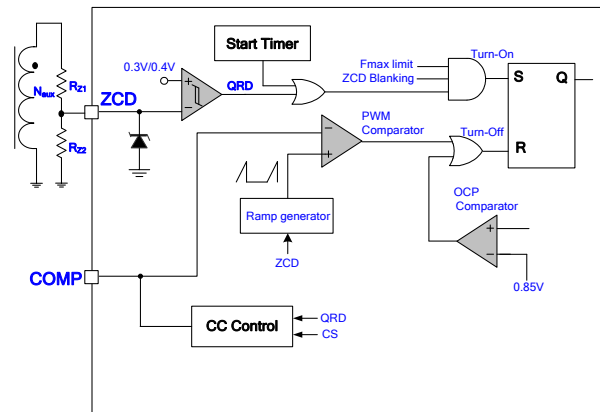 Start Timer
Fmax limit
Turn-On
0.3V/0.4V
ZCD Blanking
S
Q
RZ1
Naux
ZCD
QRD
+
−
PWM
Comparator
Turn-Off
−
+
R
RZ2
OCP
Comparator
Ramp generator
+
−
ZCD
0.85V
COMP
CC Control
QRD
CS